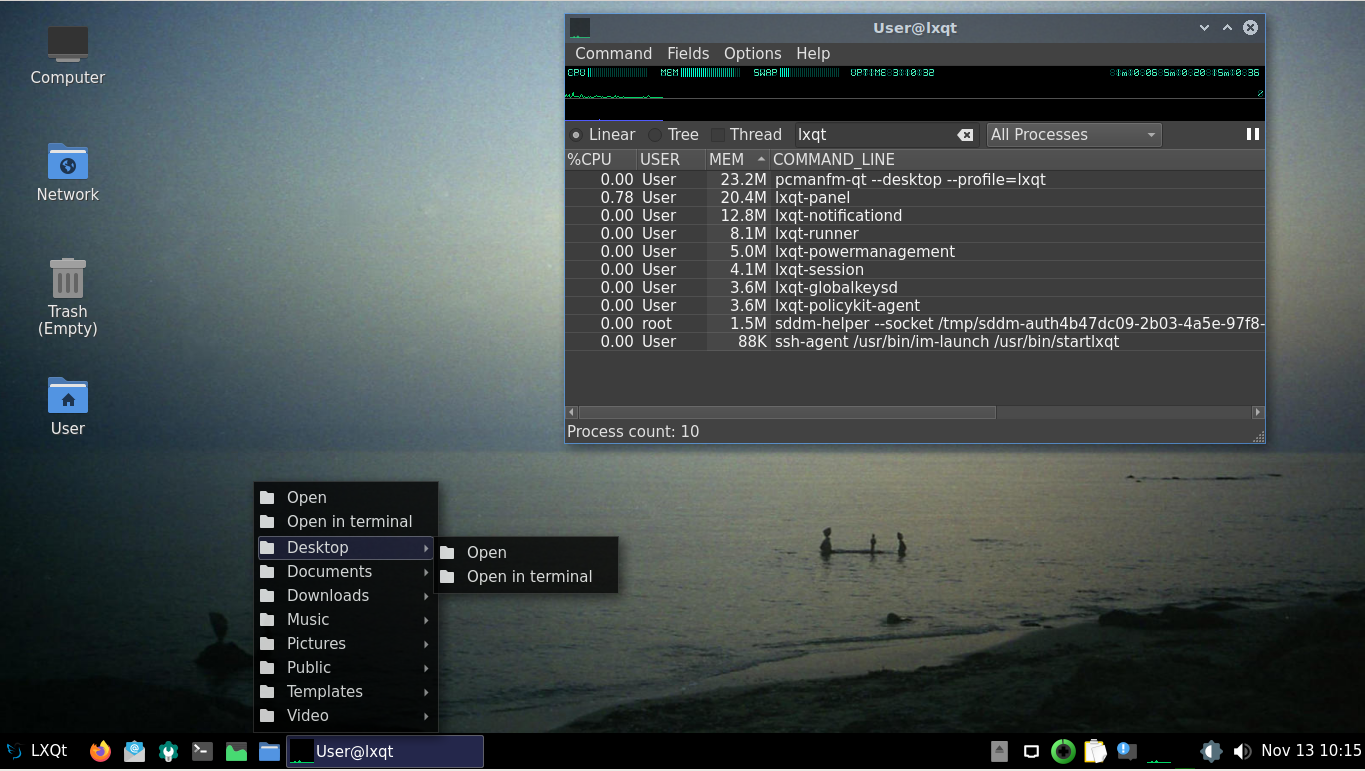 Computer
Network
Trash
(Empty)
User
User@lxqt
Command Fields Options Help
CPU MEM SWAP UPTIME 3:10:32 1m:0.06 5m:0.20 15m:0.36
Linear Tree Thread lxqt All Processes
%CPU USER MEM COMMAND_LINE
0.00 User 23.2M pcmanfm-qt --desktop --profile=lxqt
0.78 User 20.4M lxqt-panel
0.00 User 12.8M lxqt-notificationd
0.00 User 8.1M lxqt-runner
0.00 User 5.0M lxqt-powermanagement
0.00 User 4.1M lxqt-session
0.00 User 3.6M lxqt-globalkeysd
0.00 User 3.6M lxqt-policykit-agent
0.00 root 1.5M sddm-helper --socket /tmp/sddm-auth4b47dc09-2b03-4a5e-97f8-
0.00 User 88K ssh-agent /usr/bin/im-launch /usr/bin/startlxqt
Process count: 10
Open
Open in terminal
Desktop
Documents
Downloads
Music
Pictures
Public
Templates
Video
Open
Open in terminal
LXQt
User@lxqt
Nov 13 10:15